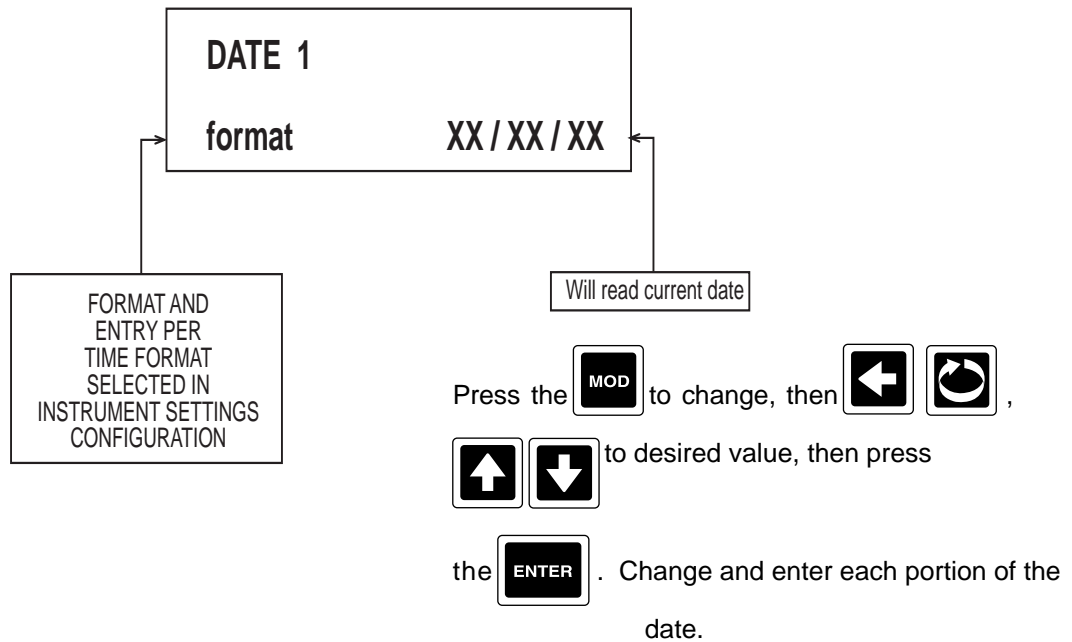 DATE 1
format XX / XX / XX
FORMAT AND
ENTRY PER
TIME FORMAT
SELECTED IN
INSTRUMENT SETTINGS
CONFIGURATION
Will read current date
Press the MOD to change, then ,
to desired value, then press
the ENTER . Change and enter each portion of the
date.